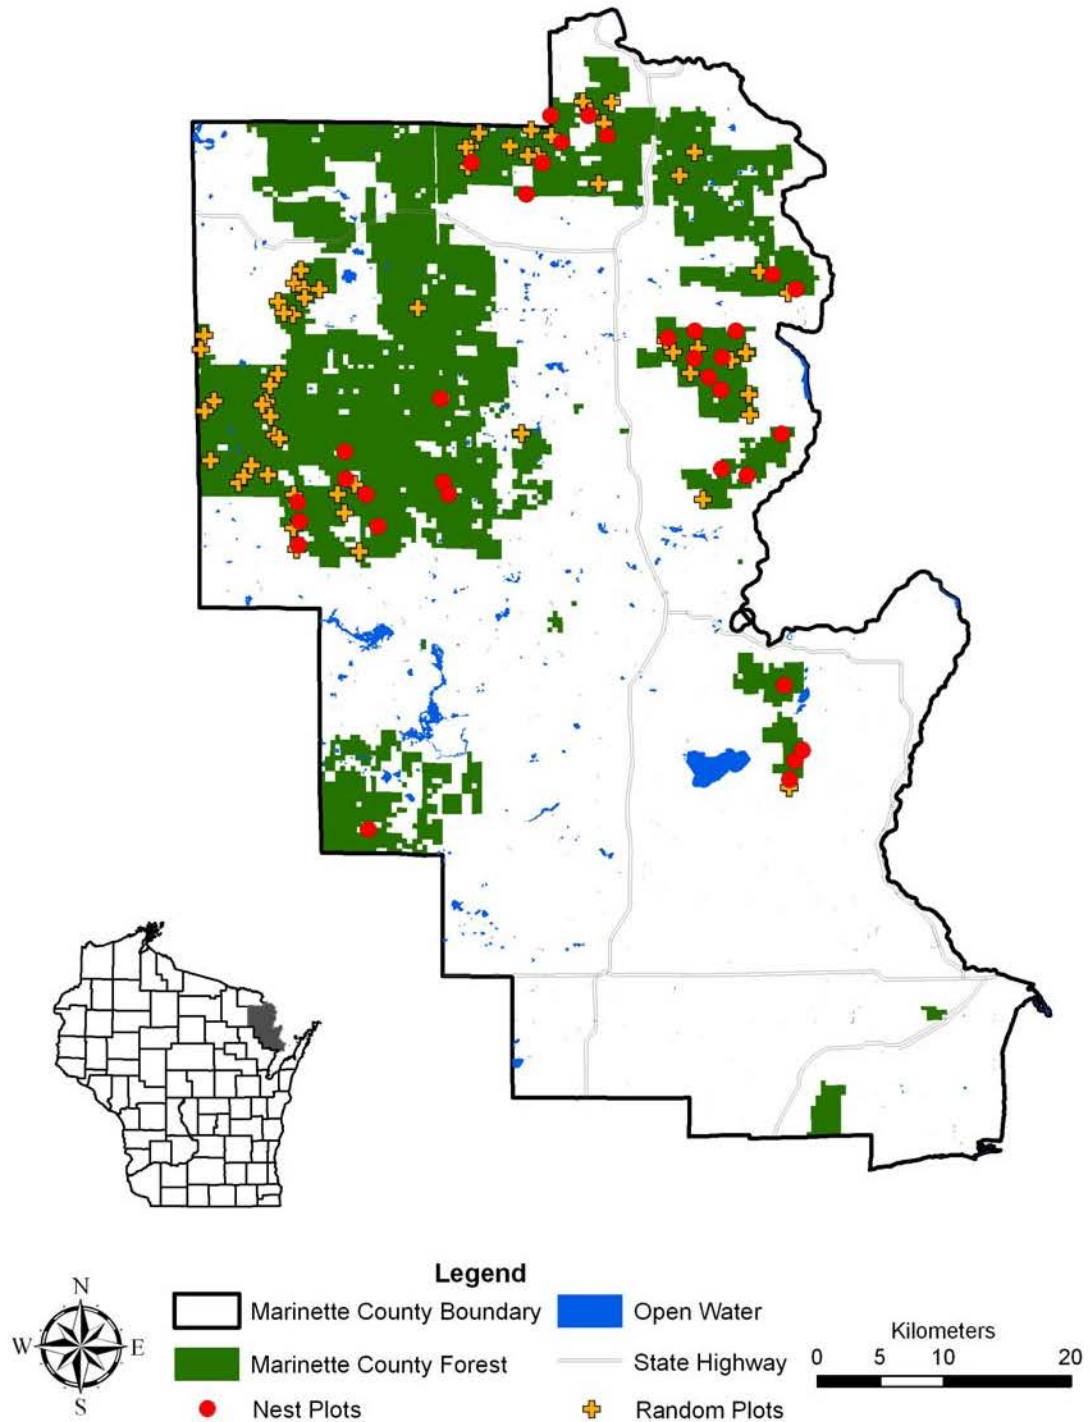 Legend
N
W E
S
Marinette County Boundary
Open Water
Marinette County Forest
State Highway
Nest Plots
Random Plots
Kilometers
0 5 10 20